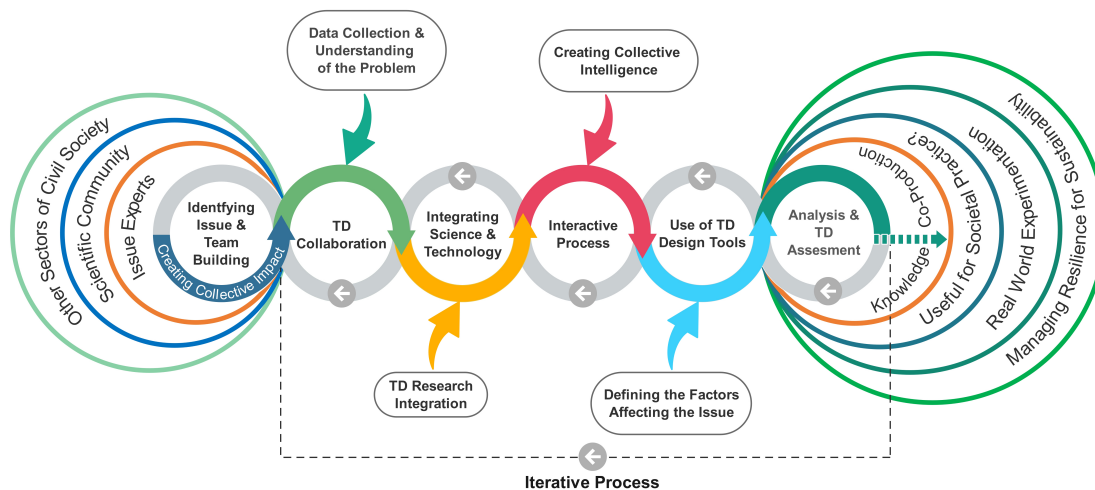 Data Collection &
Understanding
of the Problem
Creating Collective
Intelligence
Other Sectors of Civil Society
Scientific Community
Issue Experts
Identfying
Issue &
Team
Building
Creating Collective Impact
TD
Collaboration
Integrating
Science &
Technology
Interactive
Process
Use of TD
Design Tools
Analysis &
TD
Assesment
Knowledge Co-Production
Useful for Societal Practice?
Real World Experimentation
Managing Resilience for Sustainability
TD Research
Integration
Defining the Factors
Affecting the Issue
Iterative Process